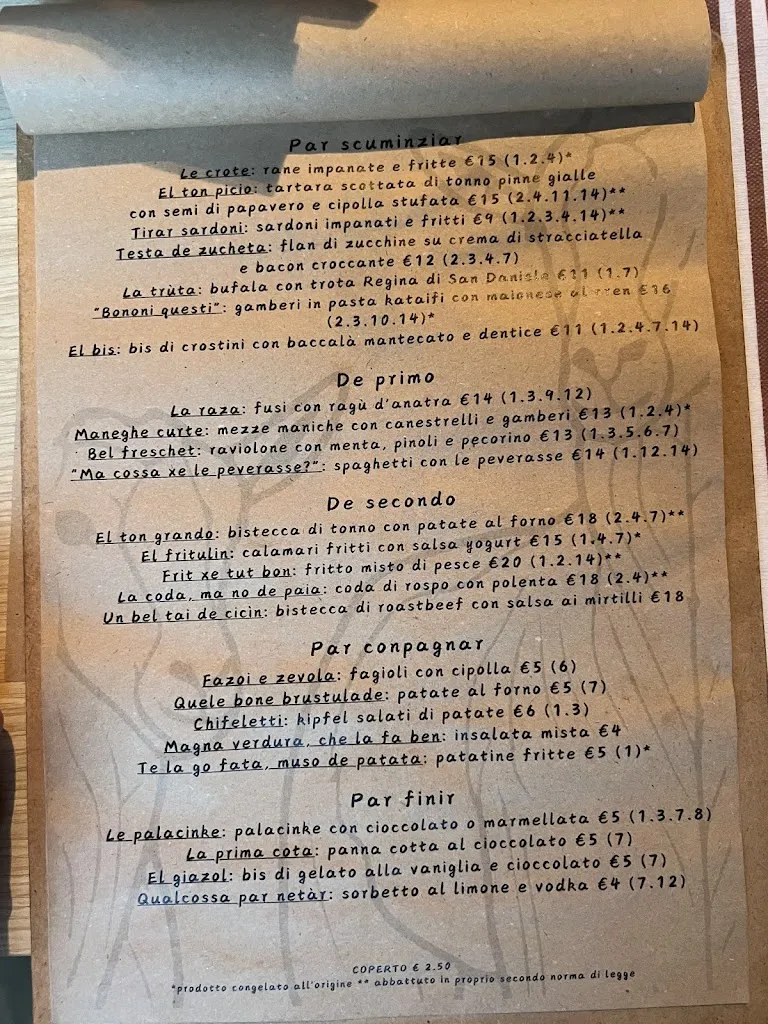 Par scuminziar
Le crote: rane impanate e fritte €15 (1.2.4)*
El ton picio: tartara scottata di tonno pinne gialle
con semi di papavero e cipolla stufata €15 (2.4.11.14)**
Tirar sardoni: sardoni impanati e fritti €9 (1.2.3.4.14)**
Testa de zucheta: flan di zucchine su crema di stracciatella
e bacon croccante €12 (2.3.4.7)
La trùta: bufala con trota Regina di San Daniele €11 (1.7)
"Bononi questi": gamberi in pasta kataifi con maionese al €16
(2.3.10.14)*
El bis: bis di crostini con baccalà mantecato e dentice €11 (1.2.4.7.14)
De primo
La raza: fusi con ragù d'anatra €14 (1.3.9.12)
Maneghe curte: mezze maniche con canestrelli e gamberi €13 (1.2.4)*
Bel freschet: raviolone con menta, pinoli e pecorino €13 (1.3.5.6.7)
"Ma cossa xe le peverasse?": spaghetti con le peverasse €14 (1.12.14)
De secondo
El ton grando: bistecca di tonno con patate al forno €18 (2.4.7)**
El fritulin: calamari fritti con salsa yogurt €15 (1.4.7)*
Frit xe tut bon: fritto misto di pesce €20 (1.2.14)**
La coda, ma no de paia: coda di rospo con polenta €18 (2.4)**
Un bel tai de cicin: bistecca di roastbeef con salsa ai mirtilli €18
Par conpagnar
Fazoi e zevola: fagioli con cipolla €5 (6)
Quele bone brustulade: patate al forno €5 (7)
Chifeletti: kipfel salati di patate €6 (1.3)
Magna verdura, che la fa ben: insalata mista €4
Te la go fata, muso de patata: patatine fritte €5 (1)*
Par finir
Le palacinke: palacinke con cioccolato o marmellata €5 (1.3.7.8)
La prima cota: panna cotta al cioccolato €5 (7)
El giazol: bis di gelato alla vaniglia e cioccolato €5 (7)
Qualcossa par netàr: sorbetto al limone e vodka €4 (7.12)
COPERTO € 2.50
*prodotto congelato all'origine ** abbattuto in proprio secondo norma di legge